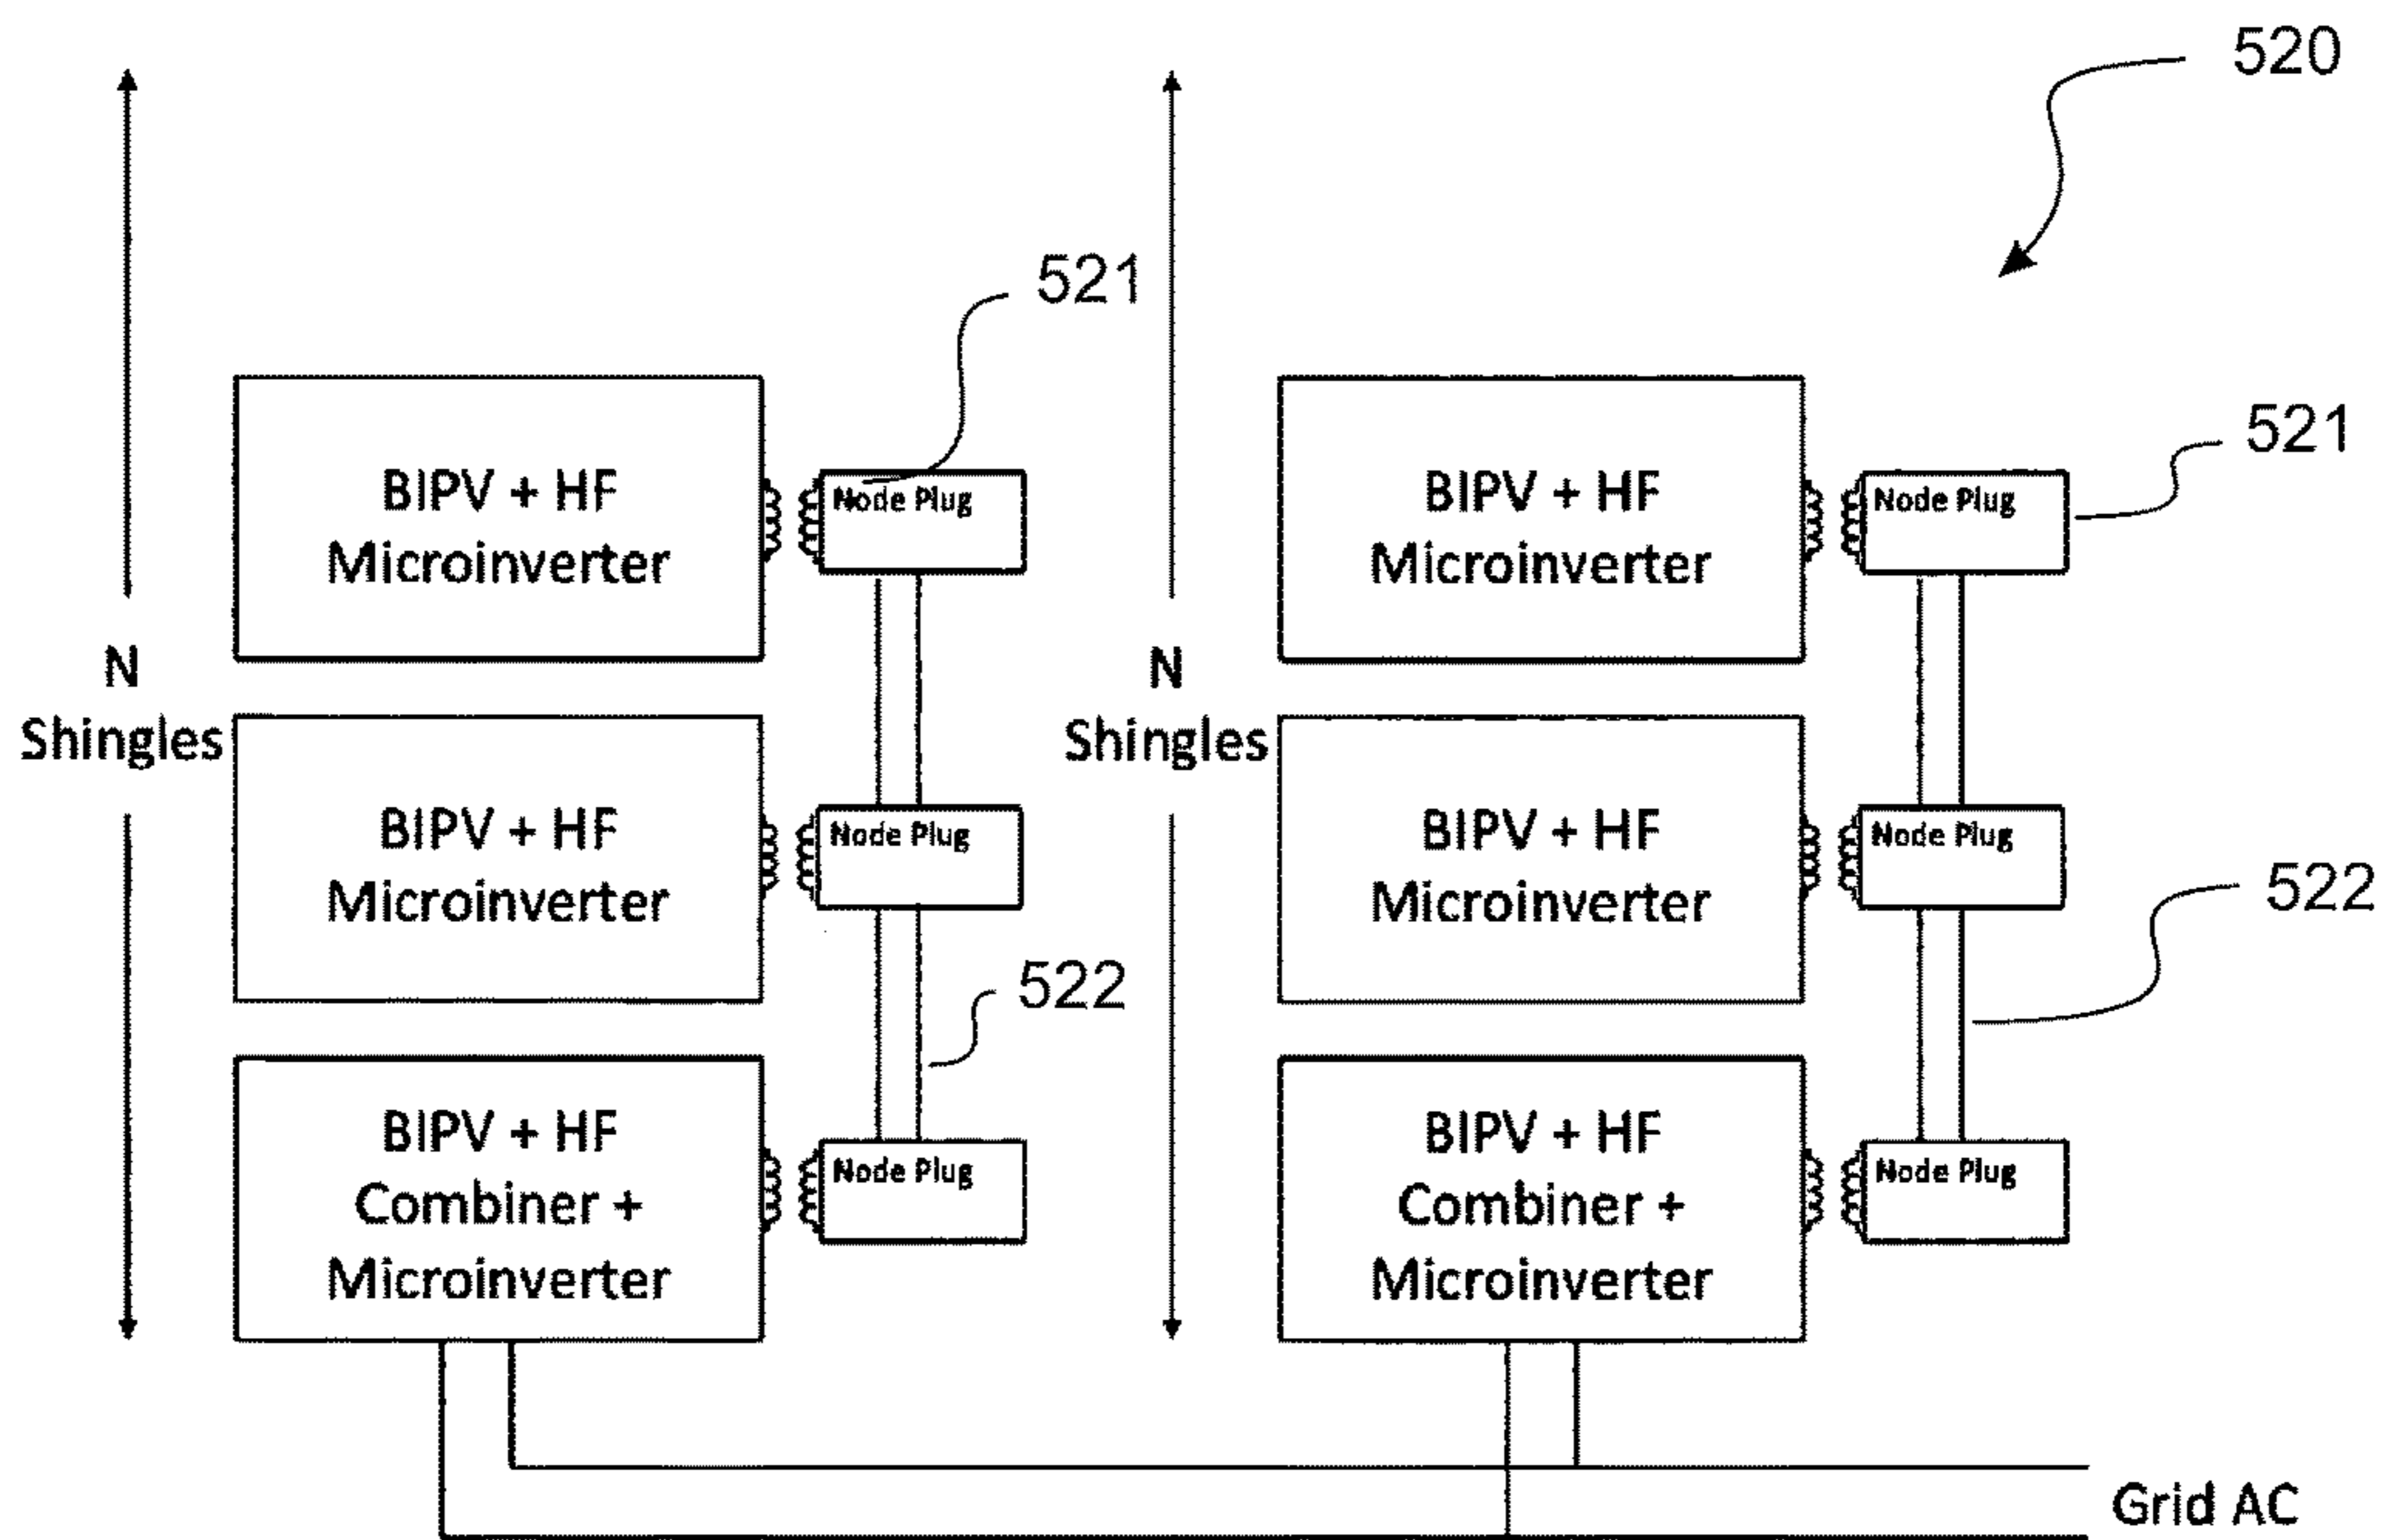 520
521
BIPV + HF
Microinverter
Node Plug
BIPV + HF
Microinverter
Node Plug
521
N
Shingles
N
Shingles
BIPV + HF
Microinverter
Node Plug
BIPV + HF
Microinverter
Node Plug
522
522
BIPV + HF
Combiner +
Microinverter
Node Plug
BIPV + HF
Combiner +
Microinverter
Node Plug
Grid AC